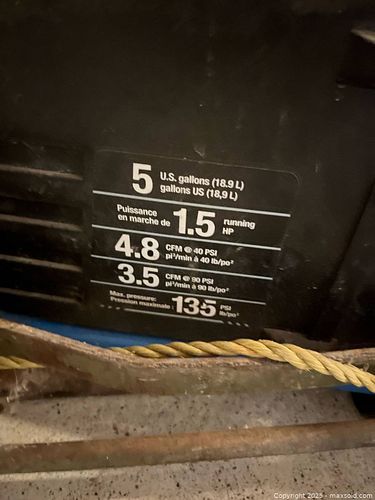 5 U.S. gallons (18.9 L)
gallons US (18,9 L)
Puissance
en marche de 1.5 running
HP
4.8 CFM @ 40 PSI
pi³/min à 40 lb/po²
3.5 CFM @ 90 PSI
pi³/min à 90 lb/po²
Max. pressure:
Pression maximale: 135 PSI
lb/po²
Copyright 2025 - maxsold.com